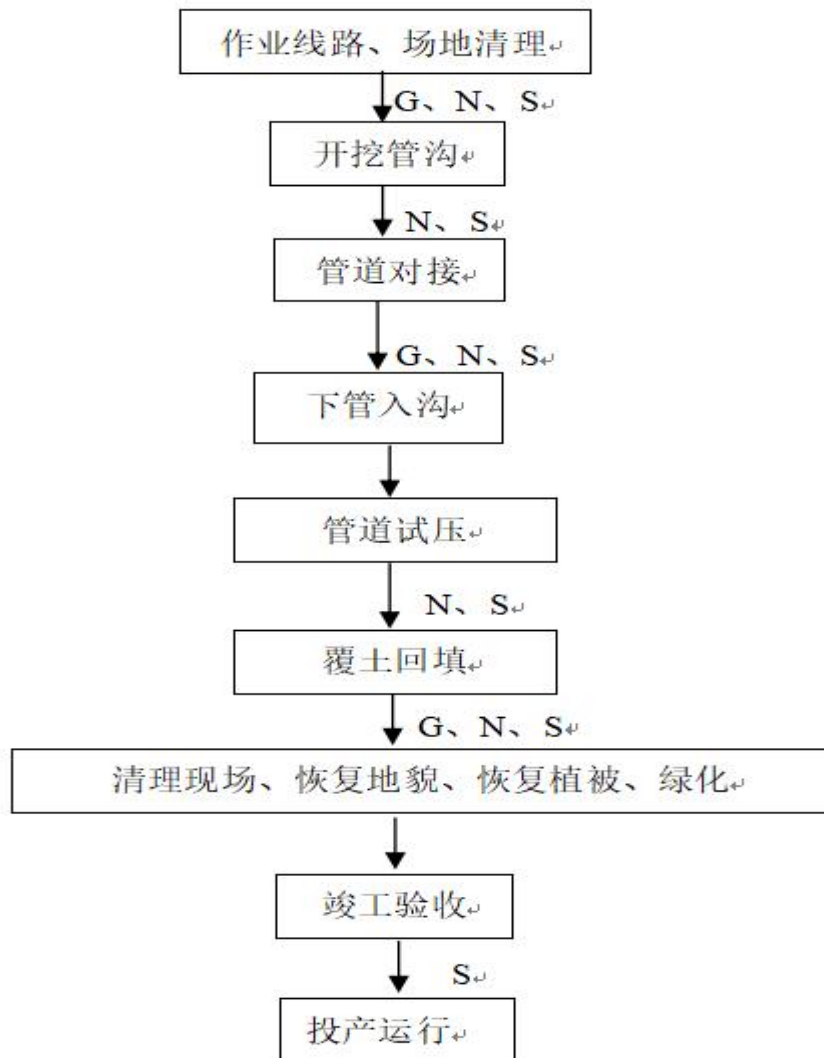 作业线路、场地清理
G、N、S
开挖管沟
N、S
管道对接
G、N、S
下管入沟
管道试压
N、S
覆土回填
G、N、S
清理现场、恢复地貌、恢复植被、绿化
竣工验收
S
投产运行